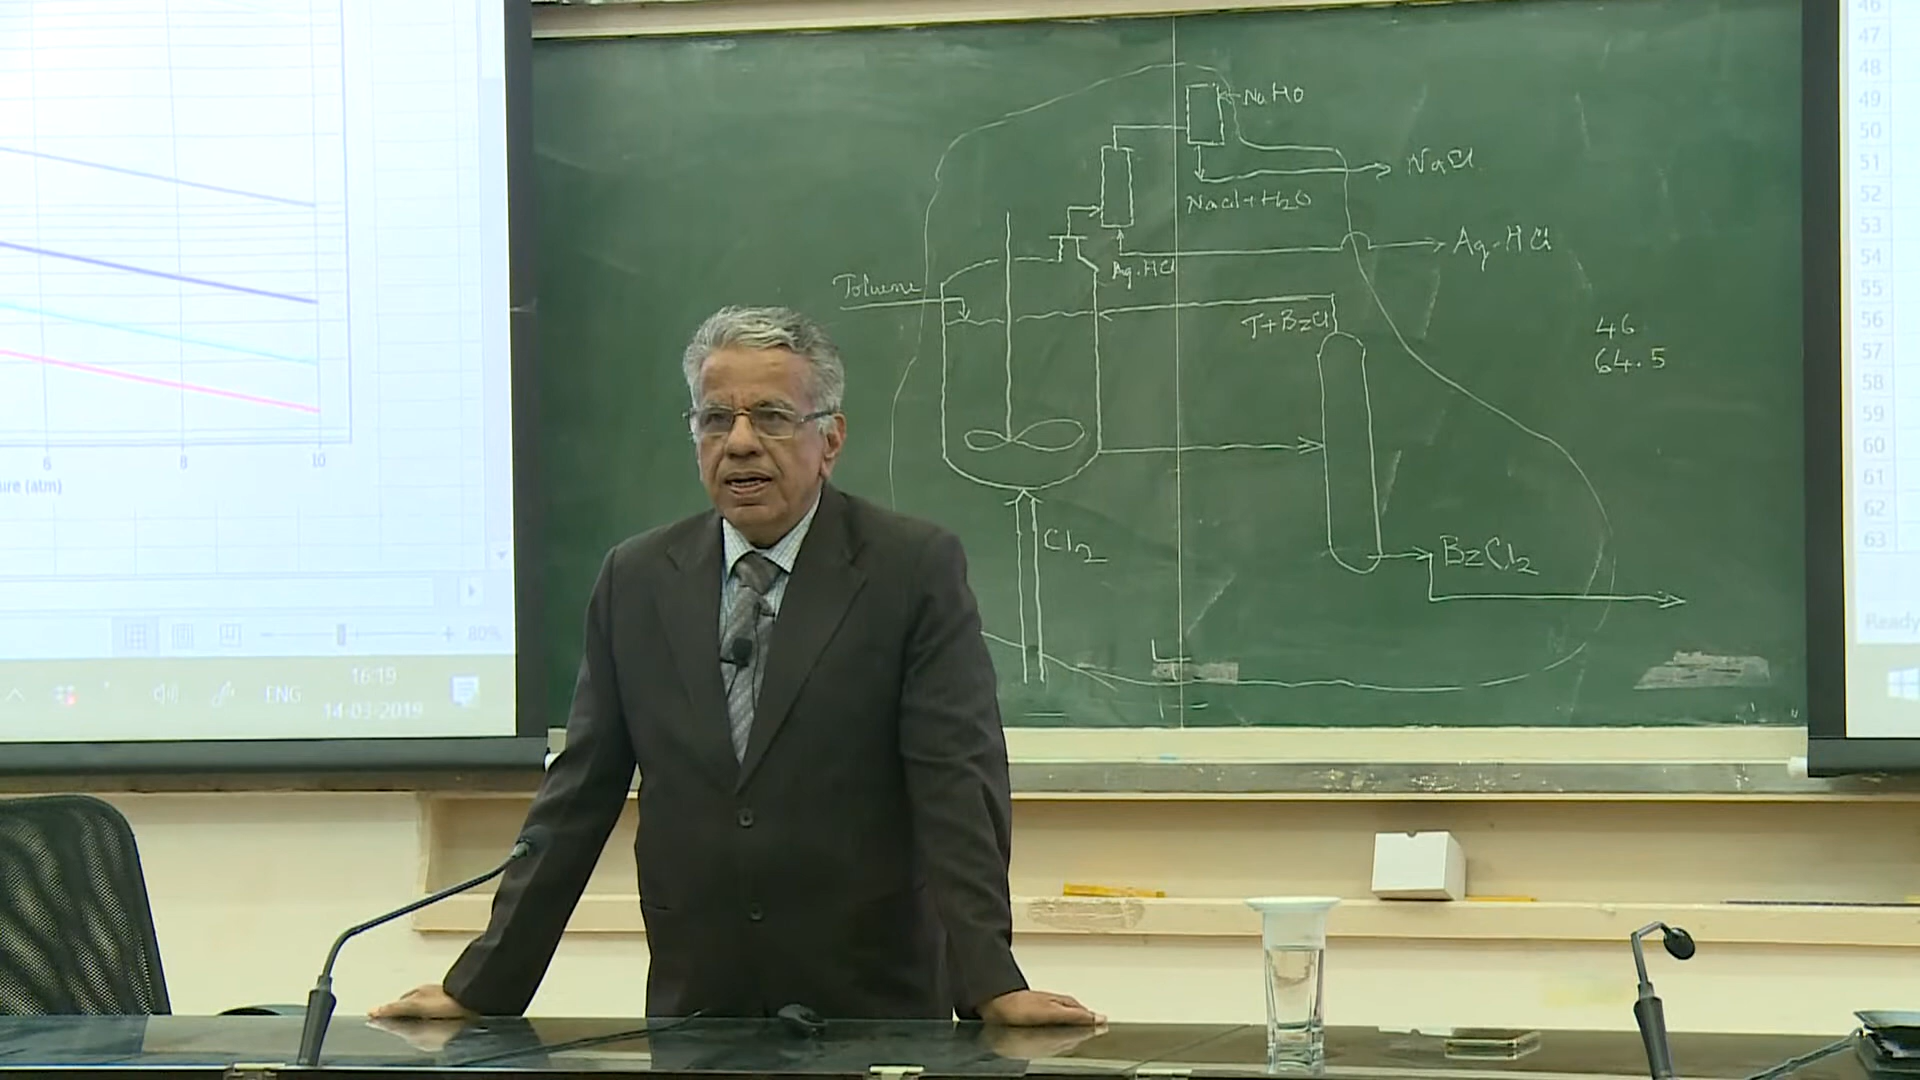 6 8 10
ure (atm)
80%
ENG
16:19
14-03-2019
NaHO
NaCl
NaCl+H2O
Aq.HCl
Aq.HCl
Toluene
T+BzCl
46
64.5
Cl2
BzCl2
46
47
48
49
50
51
52
53
54
55
56
57
58
59
60
61
62
63
Ready